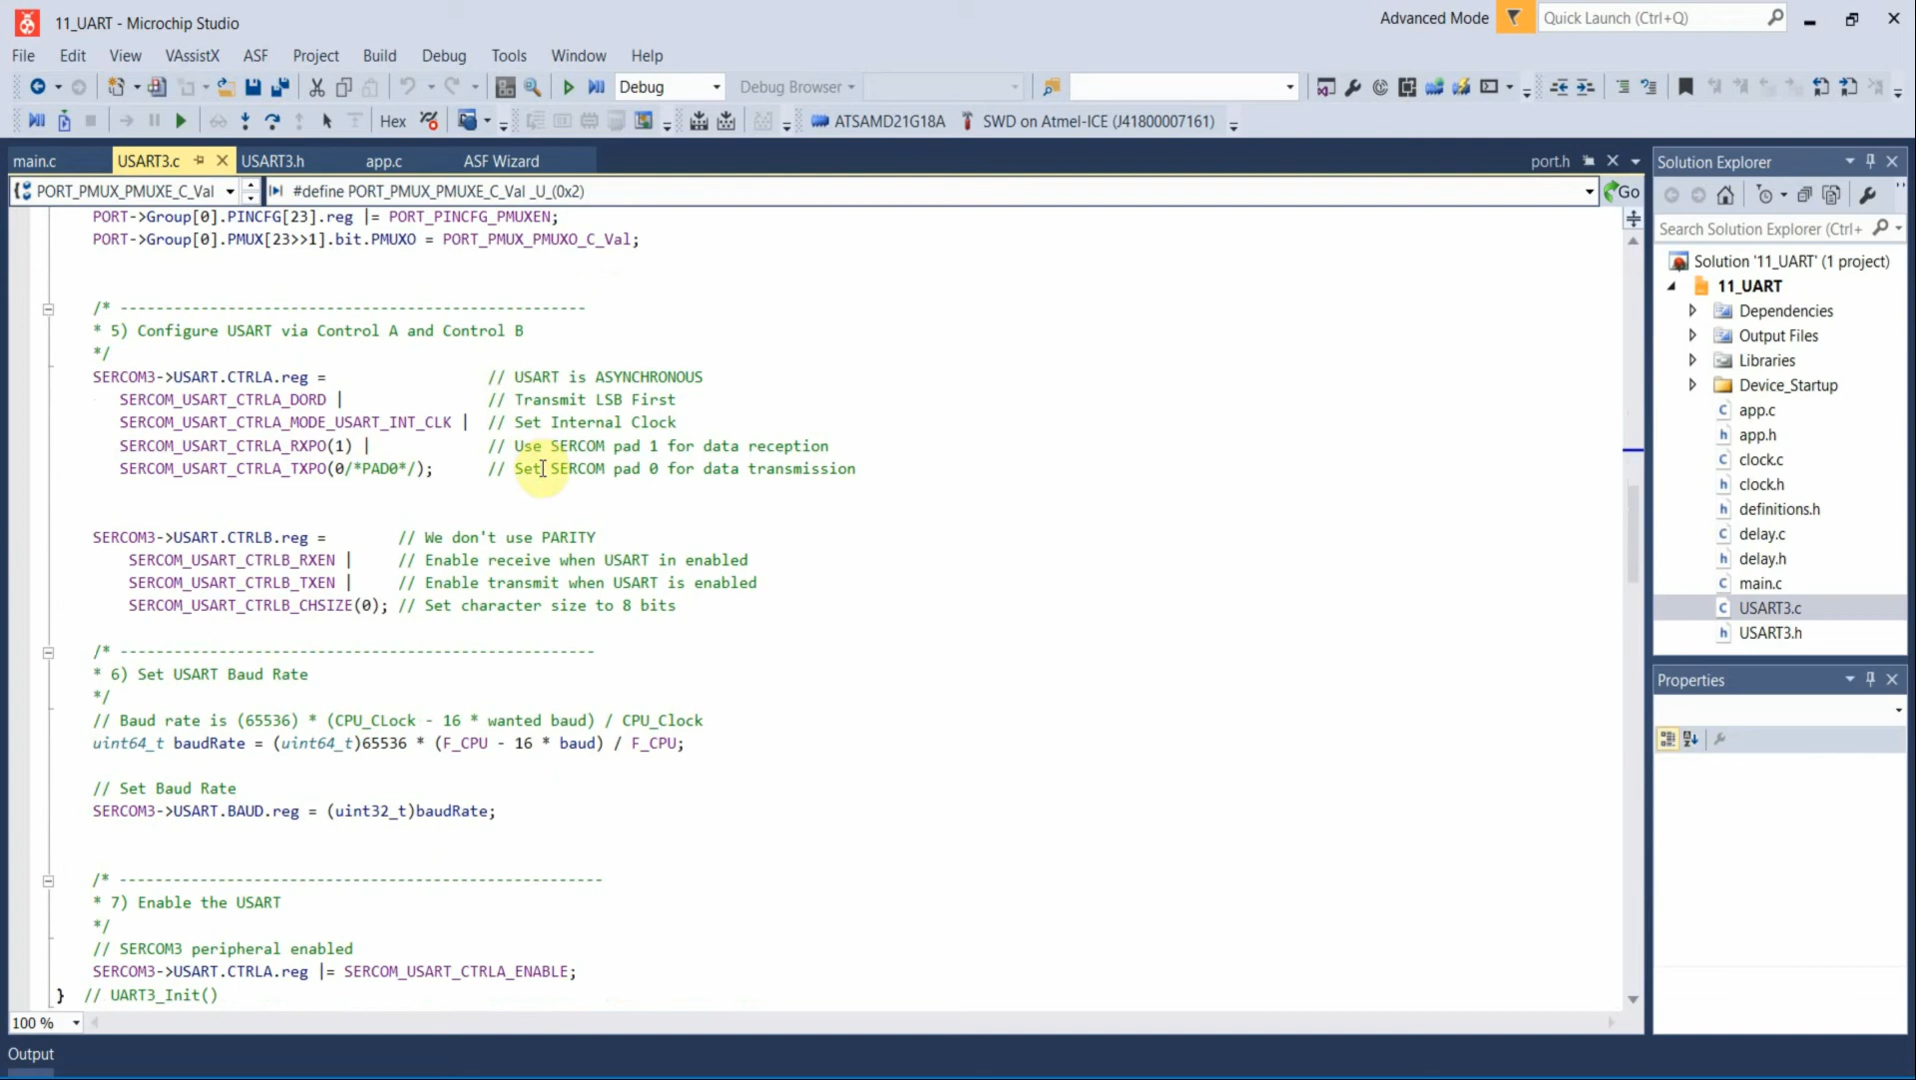 11_UART - Microchip Studio
Advanced Mode
Quick Launch (Ctrl+Q)
File Edit View VAssistX ASF Project Build Debug Tools Window Help
Debug
Debug Browser
Hex
ATSAMD21G18A
SWD on Atmel-ICE (J41800007161)
main.c
USART3.c
USART3.h
app.c
ASF Wizard
port.h
PORT_PMUX_PMUXE_C_Val
#define PORT_PMUX_PMUXE_C_Val _U_(0x2)
Go
PORT->Group[0].PINCFG[23].reg |= PORT_PINCFG_PMUXEN;
PORT->Group[0].PMUX[23>>1].bit.PMUXO = PORT_PMUX_PMUXO_C_Val;
/* ----------------------------------------------------
* 5) Configure USART via Control A and Control B
*/
SERCOM3->USART.CTRLA.reg = // USART is ASYNCHRONOUS
SERCOM_USART_CTRLA_DORD | // Transmit LSB First
SERCOM_USART_CTRLA_MODE_USART_INT_CLK | // Set Internal Clock
SERCOM_USART_CTRLA_RXPO(1) | // Use SERCOM pad 1 for data reception
SERCOM_USART_CTRLA_TXPO(0/*PAD0*/); // Set SERCOM pad 0 for data transmission
SERCOM3->USART.CTRLB.reg = // We don't use PARITY
SERCOM_USART_CTRLB_RXEN | // Enable receive when USART in enabled
SERCOM_USART_CTRLB_TXEN | // Enable transmit when USART is enabled
SERCOM_USART_CTRLB_CHSIZE(0); // Set character size to 8 bits
/* -----------------------------------------------------
* 6) Set USART Baud Rate
*/
// Baud rate is (65536) * (CPU_CLock - 16 * wanted baud) / CPU_Clock
uint64_t baudRate = (uint64_t)65536 * (F_CPU - 16 * baud) / F_CPU;
// Set Baud Rate
SERCOM3->USART.BAUD.reg = (uint32_t)baudRate;
/* ------------------------------------------------------
* 7) Enable the USART
*/
// SERCOM3 peripheral enabled
SERCOM3->USART.CTRLA.reg |= SERCOM_USART_CTRLA_ENABLE;
} // UART3_Init()
100 %
Output
Solution Explorer
Search Solution Explorer (Ctrl+
Solution '11_UART' (1 project)
11_UART
Dependencies
Output Files
Libraries
Device_Startup
app.c
app.h
clock.c
clock.h
definitions.h
delay.c
delay.h
main.c
USART3.c
USART3.h
Properties